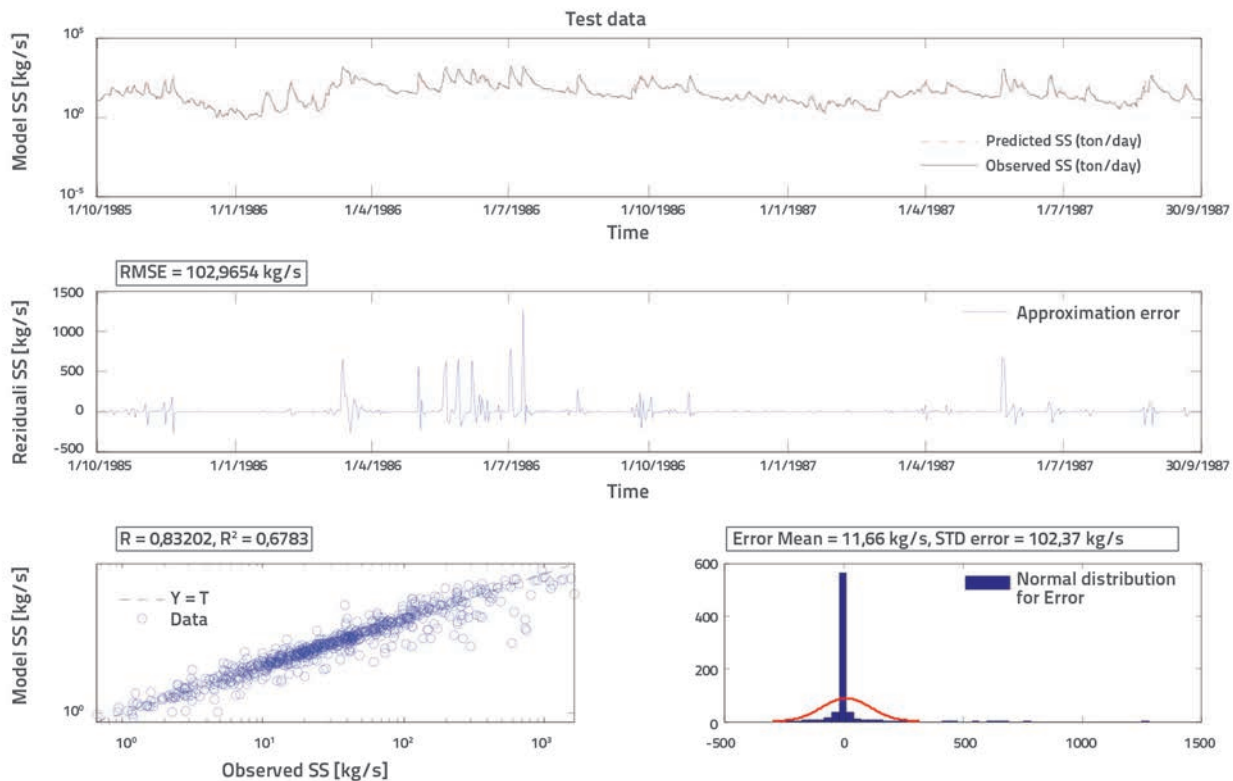 Test data
Model SS [kg/s]
10⁵
10⁰
10⁻⁵
Predicted SS (ton/day)
Observed SS (ton/day)
1/10/1985 1/1/1986 1/4/1986 1/7/1986 1/10/1986 1/1/1987 1/4/1987 1/7/1987 30/9/1987
Time
RMSE = 102,9654 kg/s
Reziduali SS [kg/s]
1500
1000
500
0
-500
Approximation error
1/10/1985 1/1/1986 1/4/1986 1/7/1986 1/10/1986 1/1/1987 1/4/1987 1/7/1987 30/9/1987
Time
R = 0,83202, R² = 0,6783
Model SS [kg/s]
Y = T
Data
10⁰
10⁰ 10¹ 10² 10³
Observed SS [kg/s]
Error Mean = 11,66 kg/s, STD error = 102,37 kg/s
600
400
200
0
Normal distribution
for Error
-500 0 500 1000 1500